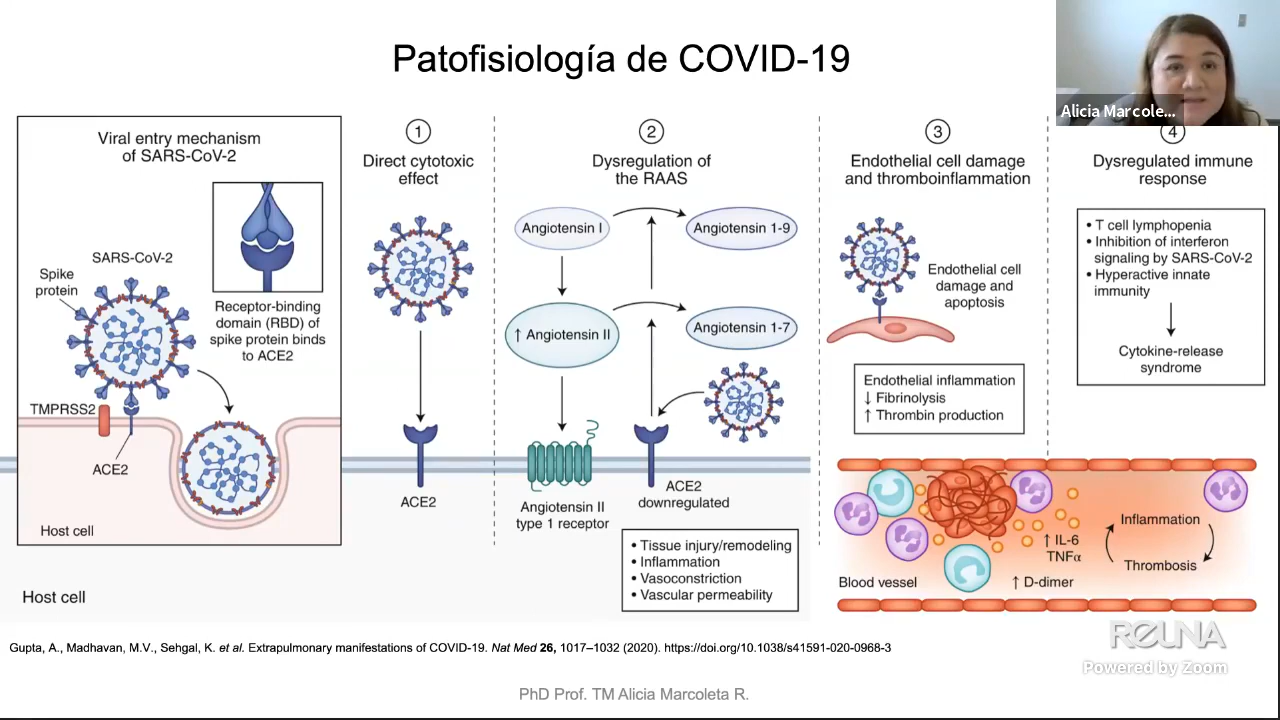 Patofisiología de COVID-19
Alicia Marcole...
Viral entry mechanism
of SARS-CoV-2
SARS-CoV-2
Spike
protein
Receptor-binding
domain (RBD) of
spike protein binds
to ACE2
TMPRSS2
ACE2
Host cell
Host cell
1
Direct cytotoxic
effect
ACE2
2
Dysregulation of
the RAAS
Angiotensin I
Angiotensin 1-9
↑ Angiotensin II
Angiotensin 1-7
Angiotensin II
type 1 receptor
ACE2
downregulated
• Tissue injury/remodeling
• Inflammation
• Vasoconstriction
• Vascular permeability
3
Endothelial cell damage
and thromboinflammation
Endothelial cell
damage and
apoptosis
Endothelial inflammation
↓ Fibrinolysis
↑ Thrombin production
4
Dysregulated immune
response
• T cell lymphopenia
• Inhibition of interferon
signaling by SARS-CoV-2
• Hyperactive innate
immunity
Cytokine-release
syndrome
Inflammation
↑ IL-6
TNFα
Thrombosis
Blood vessel
↑ D-dimer
Gupta, A., Madhavan, M.V., Sehgal, K. et al. Extrapulmonary manifestations of COVID-19. Nat Med 26, 1017–1032 (2020). https://doi.org/10.1038/s41591-020-0968-3
REUNA
Powered by Zoom
PhD Prof. TM Alicia Marcoleta R.